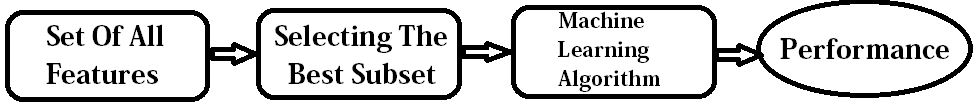 Set Of All
Features
Selecting The
Best Subset
Machine
Learning
Algorithm
Performance